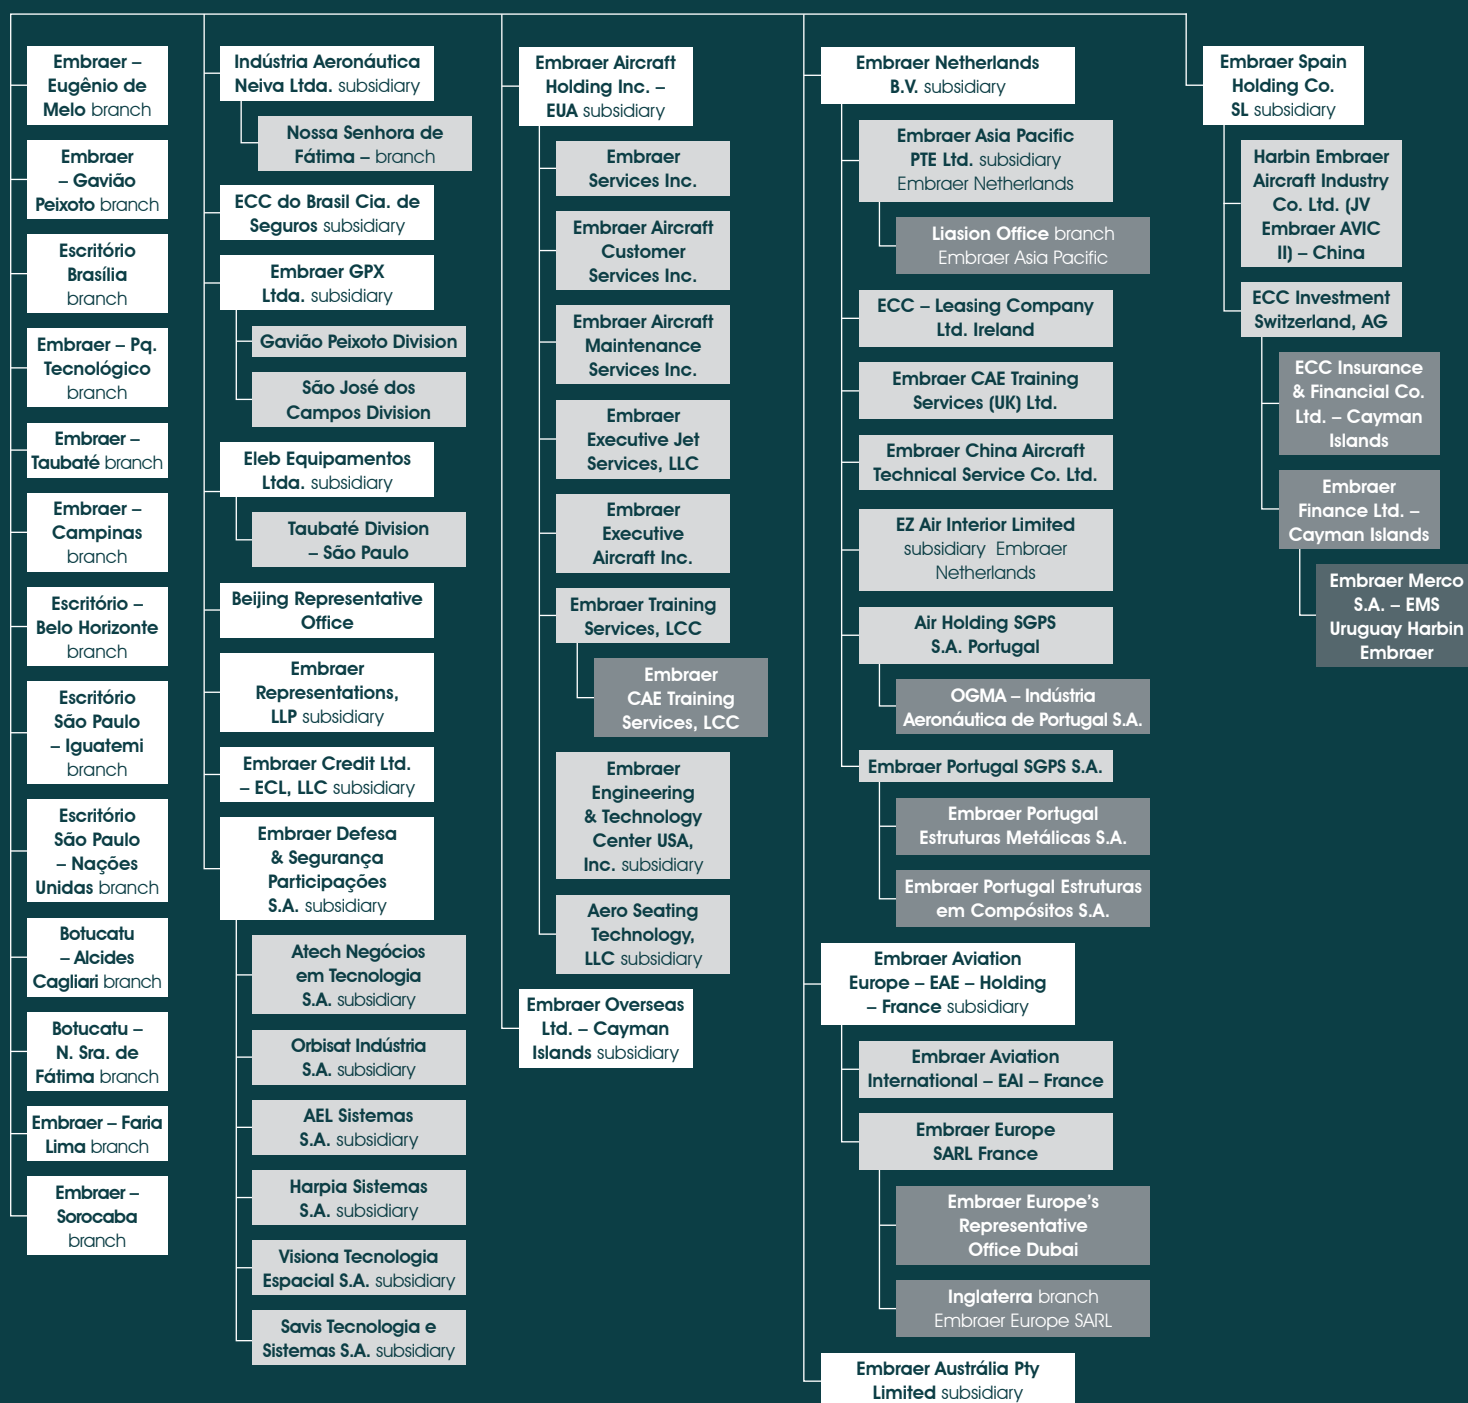 Embraer –
Eugênio de
Melo branch
Embraer
– Gavião
Peixoto branch
Escritório
Brasília
branch
Embraer – Pq.
Tecnológico
branch
Embraer –
Taubaté branch
Embraer –
Campinas
branch
Escritório –
Belo Horizonte
branch
Escritório
São Paulo
– Iguatemi
branch
Escritório
São Paulo
– Nações
Unidas branch
Botucatu
– Alcides
Cagliari branch
Botucatu –
N. Sra. de
Fátima branch
Embraer – Faria
Lima branch
Embraer –
Sorocaba
branch
Indústria Aeronáutica
Neiva Ltda. subsidiary
Nossa Senhora de
Fátima – branch
ECC do Brasil Cia. de
Seguros subsidiary
Embraer GPX
Ltda. subsidiary
Gavião Peixoto Division
São José dos
Campos Division
Eleb Equipamentos
Ltda. subsidiary
Taubaté Division
– São Paulo
Beijing Representative
Office
Embraer
Representations,
LLP subsidiary
Embraer Credit Ltd.
– ECL, LLC subsidiary
Embraer Defesa
& Segurança
Participações
S.A. subsidiary
Atech Negócios
em Tecnologia
S.A. subsidiary
Orbisat Indústria
S.A. subsidiary
AEL Sistemas
S.A. subsidiary
Harpia Sistemas
S.A. subsidiary
Visiona Tecnologia
Espacial S.A. subsidiary
Savis Tecnologia e
Sistemas S.A. subsidiary
Embraer Aircraft
Holding Inc. –
EUA subsidiary
Embraer
Services Inc.
Embraer Aircraft
Customer
Services Inc.
Embraer Aircraft
Maintenance
Services Inc.
Embraer
Executive Jet
Services, LLC
Embraer
Executive
Aircraft Inc.
Embraer Training
Services, LCC
Embraer
CAE Training
Services, LCC
Embraer
Engineering
& Technology
Center USA,
Inc. subsidiary
Aero Seating
Technology,
LLC subsidiary
Embraer Overseas
Ltd. – Cayman
Islands subsidiary
Embraer Netherlands
B.V. subsidiary
Embraer Asia Pacific
PTE Ltd. subsidiary
Embraer Netherlands
Liasion Office branch
Embraer Asia Pacific
ECC – Leasing Company
Ltd. Ireland
Embraer CAE Training
Services (UK) Ltd.
Embraer China Aircraft
Technical Service Co. Ltd.
EZ Air Interior Limited
subsidiary Embraer
Netherlands
Air Holding SGPS
S.A. Portugal
OGMA – Indústria
Aeronáutica de Portugal S.A.
Embraer Portugal SGPS S.A.
Embraer Portugal
Estruturas Metálicas S.A.
Embraer Portugal Estruturas
em Compósitos S.A.
Embraer Aviation
Europe – EAE – Holding
– France subsidiary
Embraer Aviation
International – EAI – France
Embraer Europe
SARL France
Embraer Europe's
Representative
Office Dubai
Inglaterra branch
Embraer Europe SARL
Embraer Austrália Pty
Limited subsidiary
Embraer Spain
Holding Co.
SL subsidiary
Harbin Embraer
Aircraft Industry
Co. Ltd. (JV
Embraer AVIC
II) – China
ECC Investment
Switzerland, AG
ECC Insurance
& Financial Co.
Ltd. – Cayman
Islands
Embraer
Finance Ltd. –
Cayman Islands
Embraer Merco
S.A. – EMS
Uruguay Harbin
Embraer